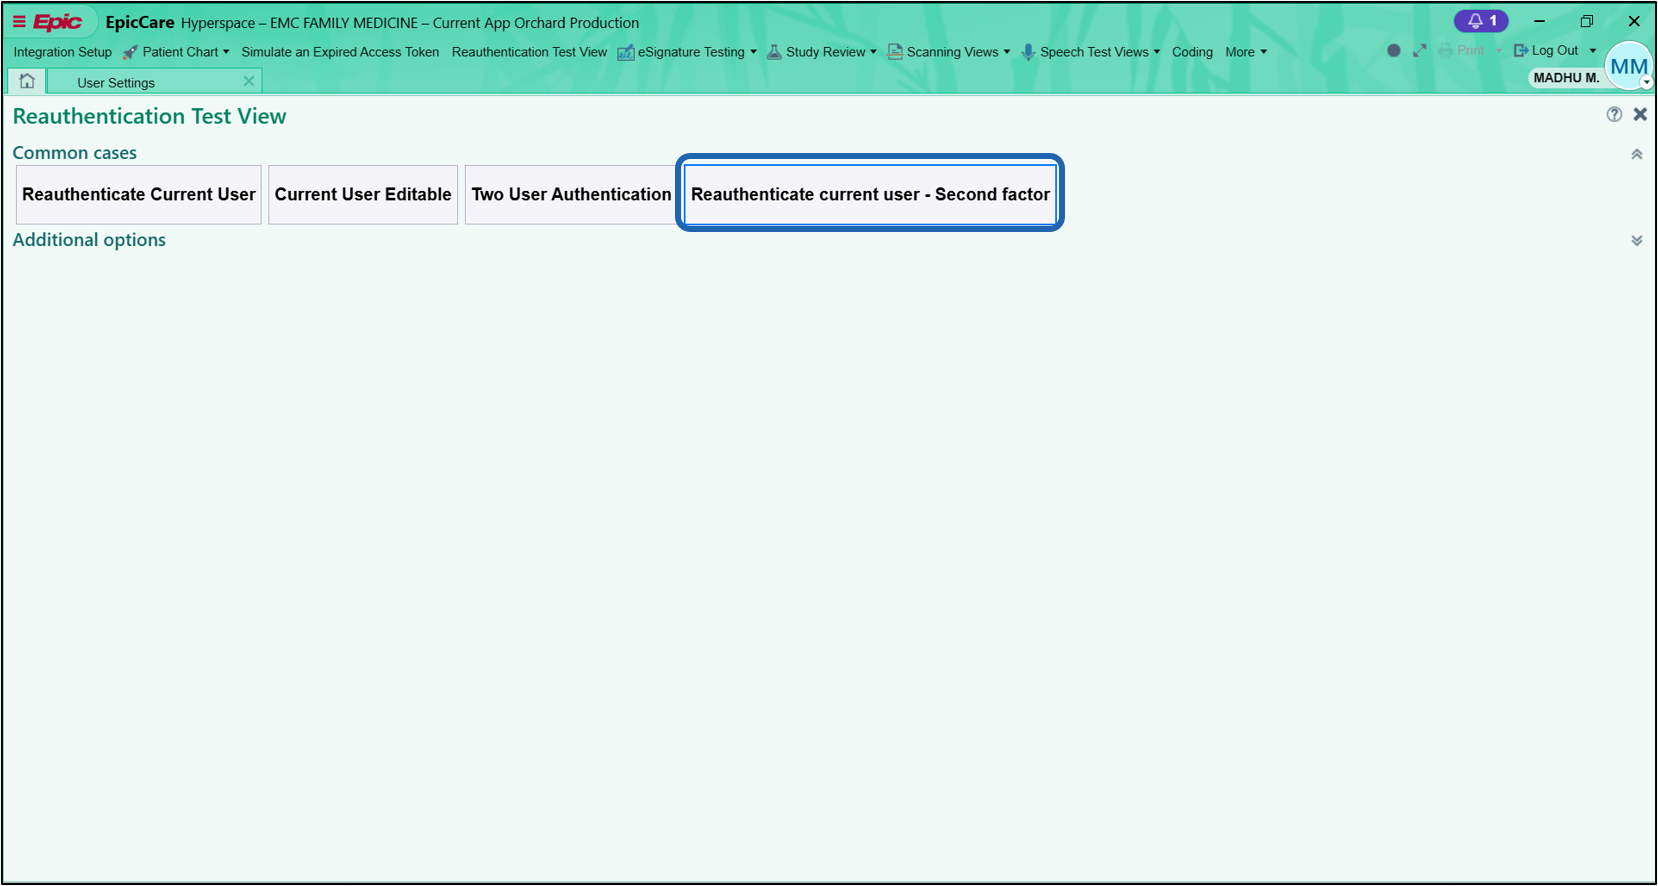 Epic EpicCare Hyperspace – EMC FAMILY MEDICINE – Current App Orchard Production 1
Integration Setup Patient Chart Simulate an Expired Access Token Reauthentication Test View eSignature Testing Study Review Scanning Views Speech Test Views Coding More Print Log Out
MM
MADHU M.
User Settings
Reauthentication Test View
Common cases
Reauthenticate Current User Current User Editable Two User Authentication Reauthenticate current user - Second factor
Additional options